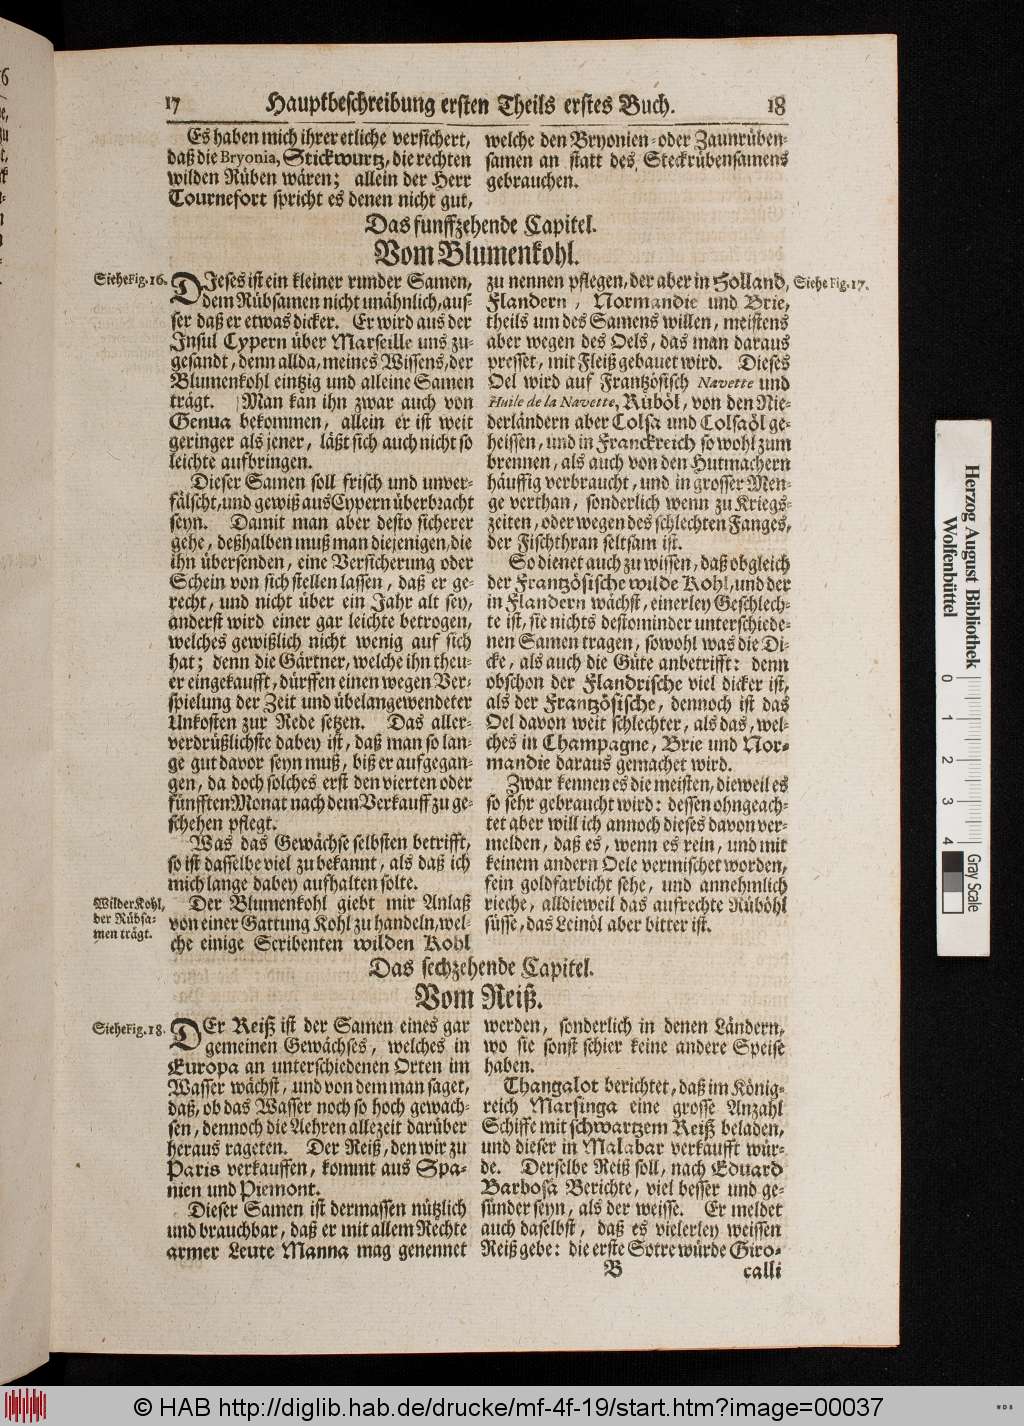 17 Hauptbeschreibung ersten Theils erstes Buch. 18
Es haben mich ihrer etliche versichert,
daß die Bryonia, Stickwurtz, die rechten
wilden Rüben wären; allein der Herr
Tournefort spricht es denen nicht gut,
welche den Bryonien- oder Zaunrüben-
samen an statt des Steckrübensamens
gebrauchen.
Das funffzehende Capitel.
Vom Blumenkohl.
Siehe Fig. 16.
DIeses ist ein kleiner runder Samen,
dem Rübsamen nicht unähnlich, aus-
ser daß er etwas dicker. Er wird aus der
Insul Cypern über Marseille uns zu-
gesandt, denn allda, meines Wissens, der
Blumenkohl eintzig und alleine Samen
trägt. Man kan ihn zwar auch von
Genua bekommen, allein er ist weit
geringer als jener, läßt sich auch nicht so
leichte aufbringen.
Dieser Samen soll frisch und unver-
fälscht, und gewiß aus Cypern überbracht
seyn. Damit man aber desto sicherer
gehe, deßhalben muß man diejenigen, die
ihn übersenden, eine Versicherung oder
Schein von sich stellen lassen, daß er ge-
recht, und nicht über ein Jahr alt sey,
anderst wird einer gar leichte betrogen,
welches gewißlich nicht wenig auf sich
hat; denn die Gärtner, welche ihn theu-
er eingekaufft, dürffen einen wegen Ver-
spielung der Zeit und übelangewendeter
Unkosten zur Rede setzen. Das aller-
verdrüßlichste dabey ist, daß man so lan-
ge gut davor seyn muß, biß er aufgegan-
gen, da doch solches erst den vierten oder
fünfften Monat nach dem Verkauff zu ge-
schehen pflegt.
Was das Gewächse selbsten betrifft,
so ist dasselbe viel zu bekannt, als daß ich
mich lange dabey aufhalten solte.
Wilder Kohl,
der Rübsa-
men trägt.
Der Blumenkohl giebt mir Anlaß
von einer Gattung Kohl zu handeln, wel-
che einige Scribenten wilden Kohl
zu nennen pflegen, der aber in Holland,
Siehe Fig. 17.
Flandern, Normandie und Brie,
theils um des Samens willen, meistens
aber wegen des Oels, das man daraus
presset, mit Fleiß gebauet wird. Dieses
Oel wird auf Frantzösisch Navette und
Huile de la Navette, Rüböl, von den Nie-
derländern aber Colsa und Colsaöl ge-
heissen, und in Franckreich so wohl zum
brennen, als auch von den Hutmachern
häuffig verbraucht, und in grosser Men-
ge verthan, sonderlich wenn zu Kriegs-
zeiten, oder wegen des schlechten Fanges,
der Fischthran seltsam ist.
So dienet auch zu wissen, daß obgleich
der Frantzösische wilde Kohl, und der
in Flandern wächst, einerley Geschlech-
te ist, sie nichts destominder unterschiede-
nen Samen tragen, sowohl was die Di-
cke, als auch die Güte anbetrifft: denn
obschon der Flandrische viel dicker ist,
als der Frantzösische, dennoch ist das
Oel davon weit schlechter, als das, wel-
ches in Champagne, Brie und Nor-
mandie daraus gemachet wird.
Zwar kennen es die meisten, dieweil es
so sehr gebraucht wird: dessen ohngeach-
tet aber will ich annoch dieses davon ver-
melden, daß es, wenn es rein, und mit
keinem andern Oele vermischet worden,
fein goldfarbicht sehe, und annehmlich
rieche, alldieweil das aufrechte Rüböhl
süsse, das Leinöl aber bitter ist.
Das sechzehende Capitel.
Vom Reiß.
Siehe Fig. 18.
DEr Reiß ist der Samen eines gar
gemeinen Gewächses, welches in
Europa an unterschiedenen Orten im
Wasser wächst, und von dem man saget,
daß, ob das Wasser noch so hoch gewach-
sen, dennoch die Aehren allezeit darüber
heraus rageten. Der Reiß, den wir zu
Paris verkauffen, kommt aus Spa-
nien und Piemont.
Dieser Samen ist dermassen nützlich
und brauchbar, daß er mit allem Rechte
armer Leute Manna mag genennet
werden, sonderlich in denen Ländern,
wo sie sonst schier keine andere Speise
haben.
Thangalot berichtet, daß im König-
reich Marsinga eine grosse Anzahl
Schiffe mit schwartzem Reiß beladen,
und dieser in Malabar verkaufft wür-
de. Derselbe Reiß soll, nach Eduard
Barbosa Berichte, viel besser und ge-
sünder seyn, als der weisse. Er meldet
auch daselbst, daß es vielerley weissen
Reiß gebe: die erste Sotre würde Giro-
B calli
Herzog August Bibliothek
Wolfenbüttel
0 1 2 3 4
Gray Scale
© HAB http://diglib.hab.de/drucke/mf-4f-19/start.htm?image=00037